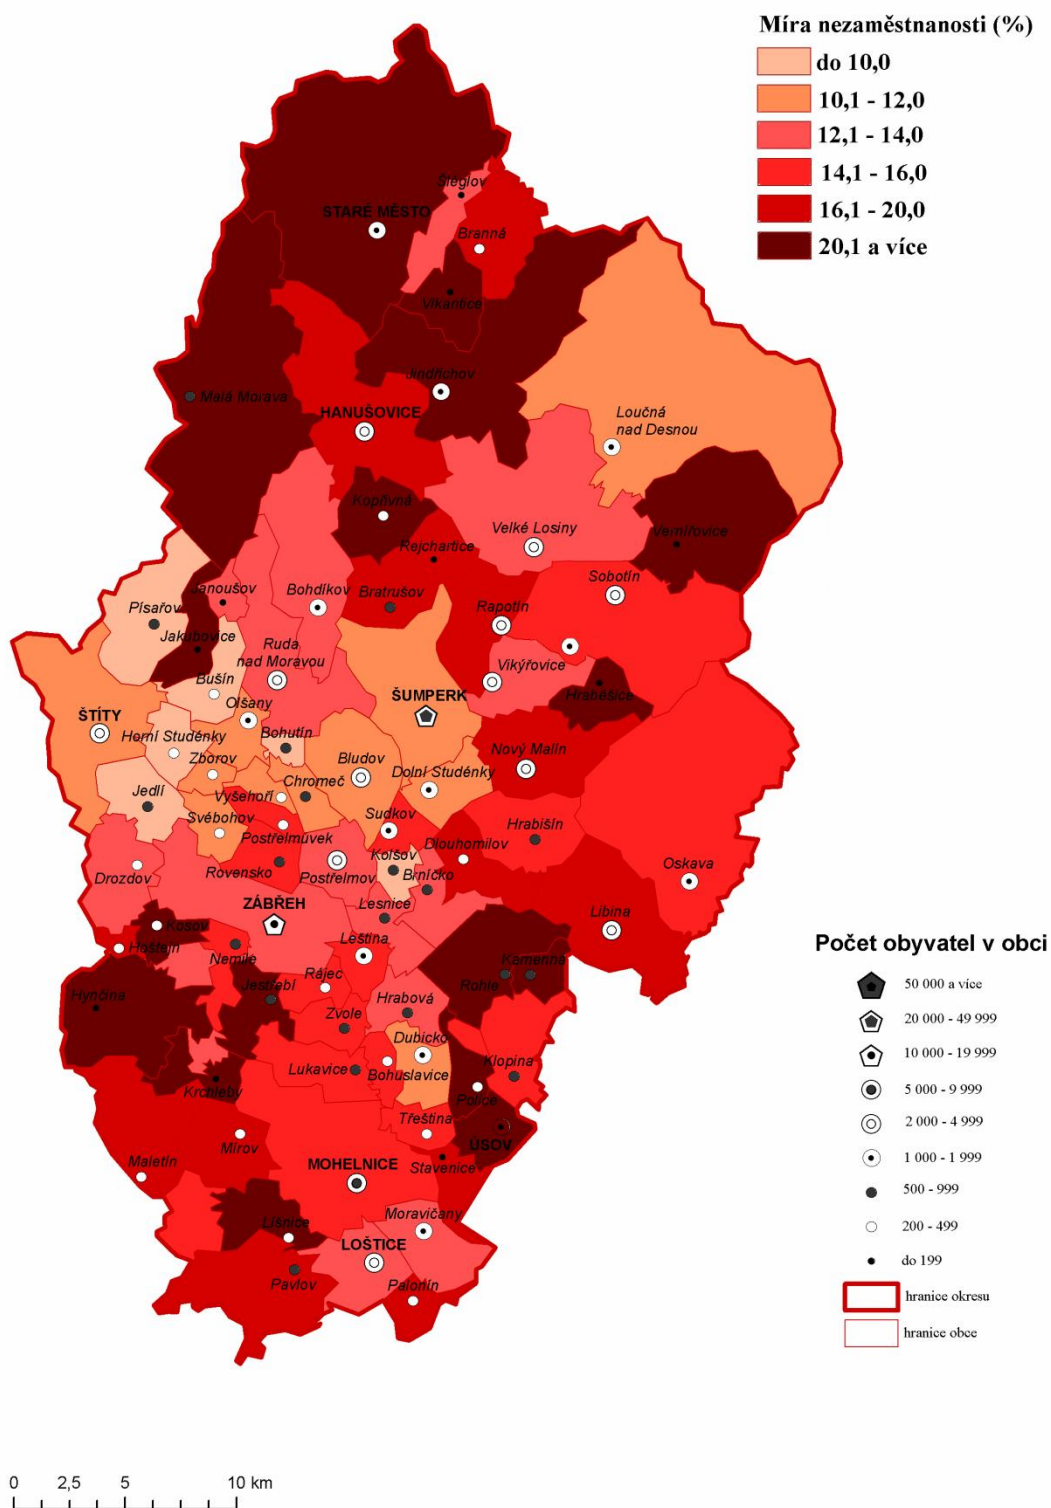 Míra nezaměstnanosti (%)
do 10,0
10,1 - 12,0
12,1 - 14,0
14,1 - 16,0
16,1 - 20,0
20,1 a více
Šléglov
STARÉ MĚSTO
Branná
Vikantice
Jindřichov
Malá Morava
HANUŠOVICE
Loučná
nad Desnou
Kopřivná
Velké Losiny
Vernířovice
Rejchartice
Sobotín
Janoušov
Bohdíkov
Bratrušov
Písařov
Rapotín
Jakubovice
Ruda
nad Moravou
Vikýřovice
Bušín
Hraběšice
Olšany
ŠUMPERK
ŠTÍTY
Horní Studénky
Bohutín
Zborov
Bludov
Nový Malín
Dolní Studénky
Jedlí
Vyšehoří
Chromeč
Svébohov
Sudkov
Hrabišín
Postřelmůvek
Dlouhomilov
Kolšov
Oskava
Drozdov
Rovensko
Postřelmov
Brníčko
ZÁBŘEH
Lesnice
Libina
Kosov
Hoštejn
Nemile
Leština
Kamenná
Rájec
Rohle
Jestřebí
Hynčina
Hrabová
Zvole
Dubicko
Lukavice
Bohuslavice
Klopina
Krchleby
Police
Třeština
Mírov
ÚSOV
Maletín
MOHELNICE
Stavenice
Líšnice
Moravičany
LOŠTICE
Pavlov
Palonín
Počet obyvatel v obci
50 000 a více
20 000 - 49 999
10 000 - 19 999
5 000 - 9 999
2 000 - 4 999
1 000 - 1 999
500 - 999
200 - 499
do 199
hranice okresu
hranice obce
0 2,5 5 10 km